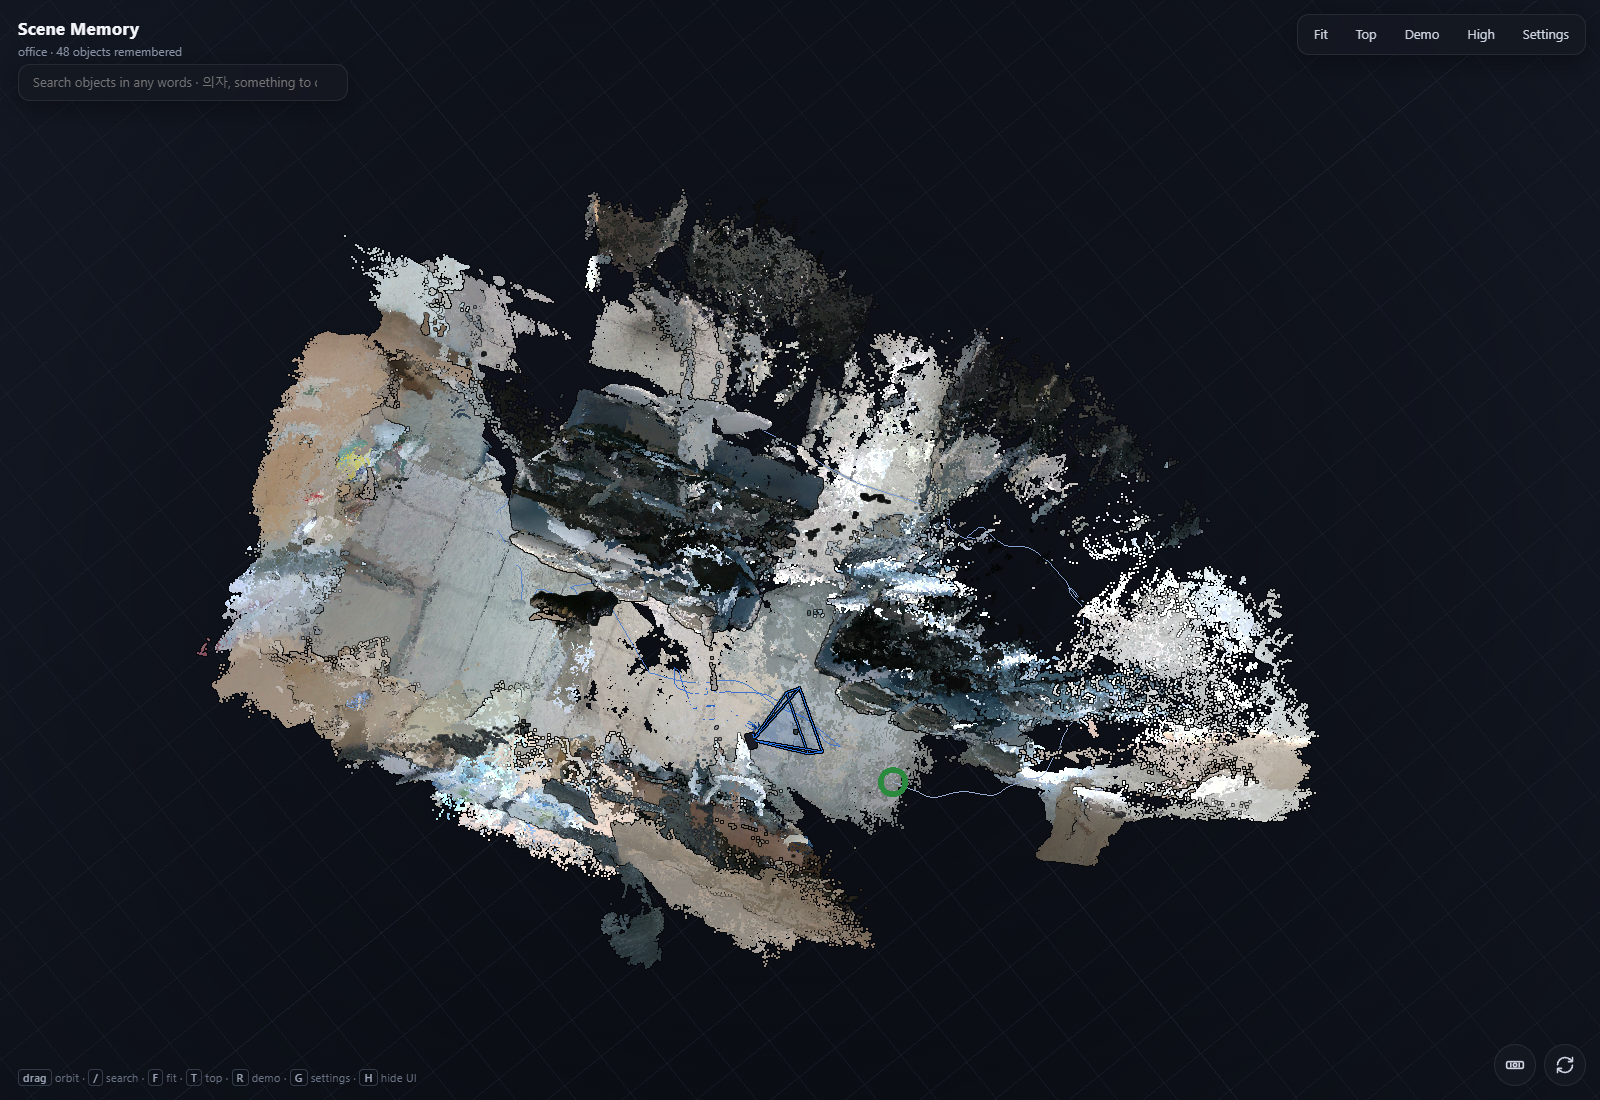 Scene Memory
office · 48 objects remembered
Search objects in any words · 의자, something to
Fit Top Demo High Settings
drag orbit · / search · F fit · T top · R demo · G settings · H hide UI